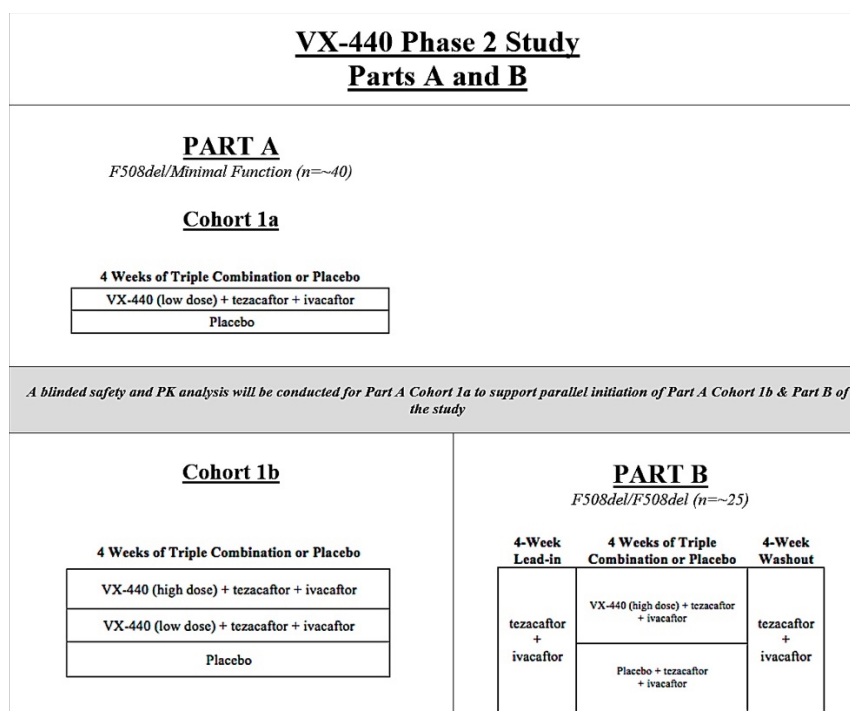 VX-440 Phase 2 Study
Parts A and B
PART A
F508del/Minimal Function (n=~40)
Cohort 1a
4 Weeks of Triple Combination or Placebo
VX-440 (low dose) + tezacaftor + ivacaftor
Placebo
A blinded safety and PK analysis will be conducted for Part A Cohort 1a to support parallel initiation of Part A Cohort 1b & Part B of
the study
Cohort 1b
4 Weeks of Triple Combination or Placebo
VX-440 (high dose) + tezacaftor + ivacaftor
VX-440 (low dose) + tezacaftor + ivacaftor
Placebo
PART B
F508del/F508del (n=~25)
4-Week
Lead-in
4 Weeks of Triple
Combination or Placebo
4-Week
Washout
tezacaftor
+
ivacaftor
VX-440 (high dose) + tezacaftor
+ ivacaftor
Placebo + tezacaftor
+ ivacaftor
tezacaftor
+
ivacaftor